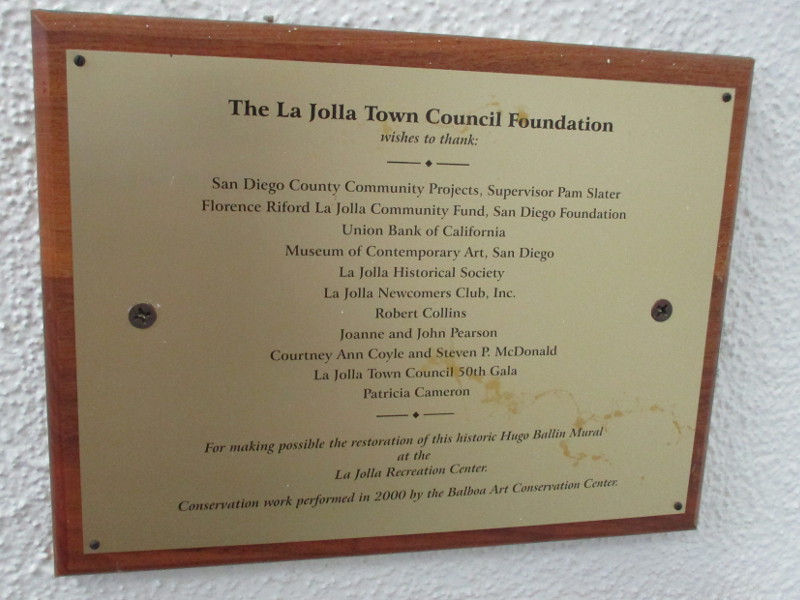 The La Jolla Town Council Foundation
wishes to thank:
San Diego County Community Projects, Supervisor Pam Slater
Florence Riford La Jolla Community Fund, San Diego Foundation
Union Bank of California
Museum of Contemporary Art, San Diego
La Jolla Historical Society
La Jolla Newcomers Club, Inc.
Robert Collins
Joanne and John Pearson
Courtney Ann Coyle and Steven P. McDonald
La Jolla Town Council 50th Gala
Patricia Cameron
For making possible the restoration of this historic Hugo Ballin Mural
at the
La Jolla Recreation Center.
Conservation work performed in 2000 by the Balboa Art Conservation Center.